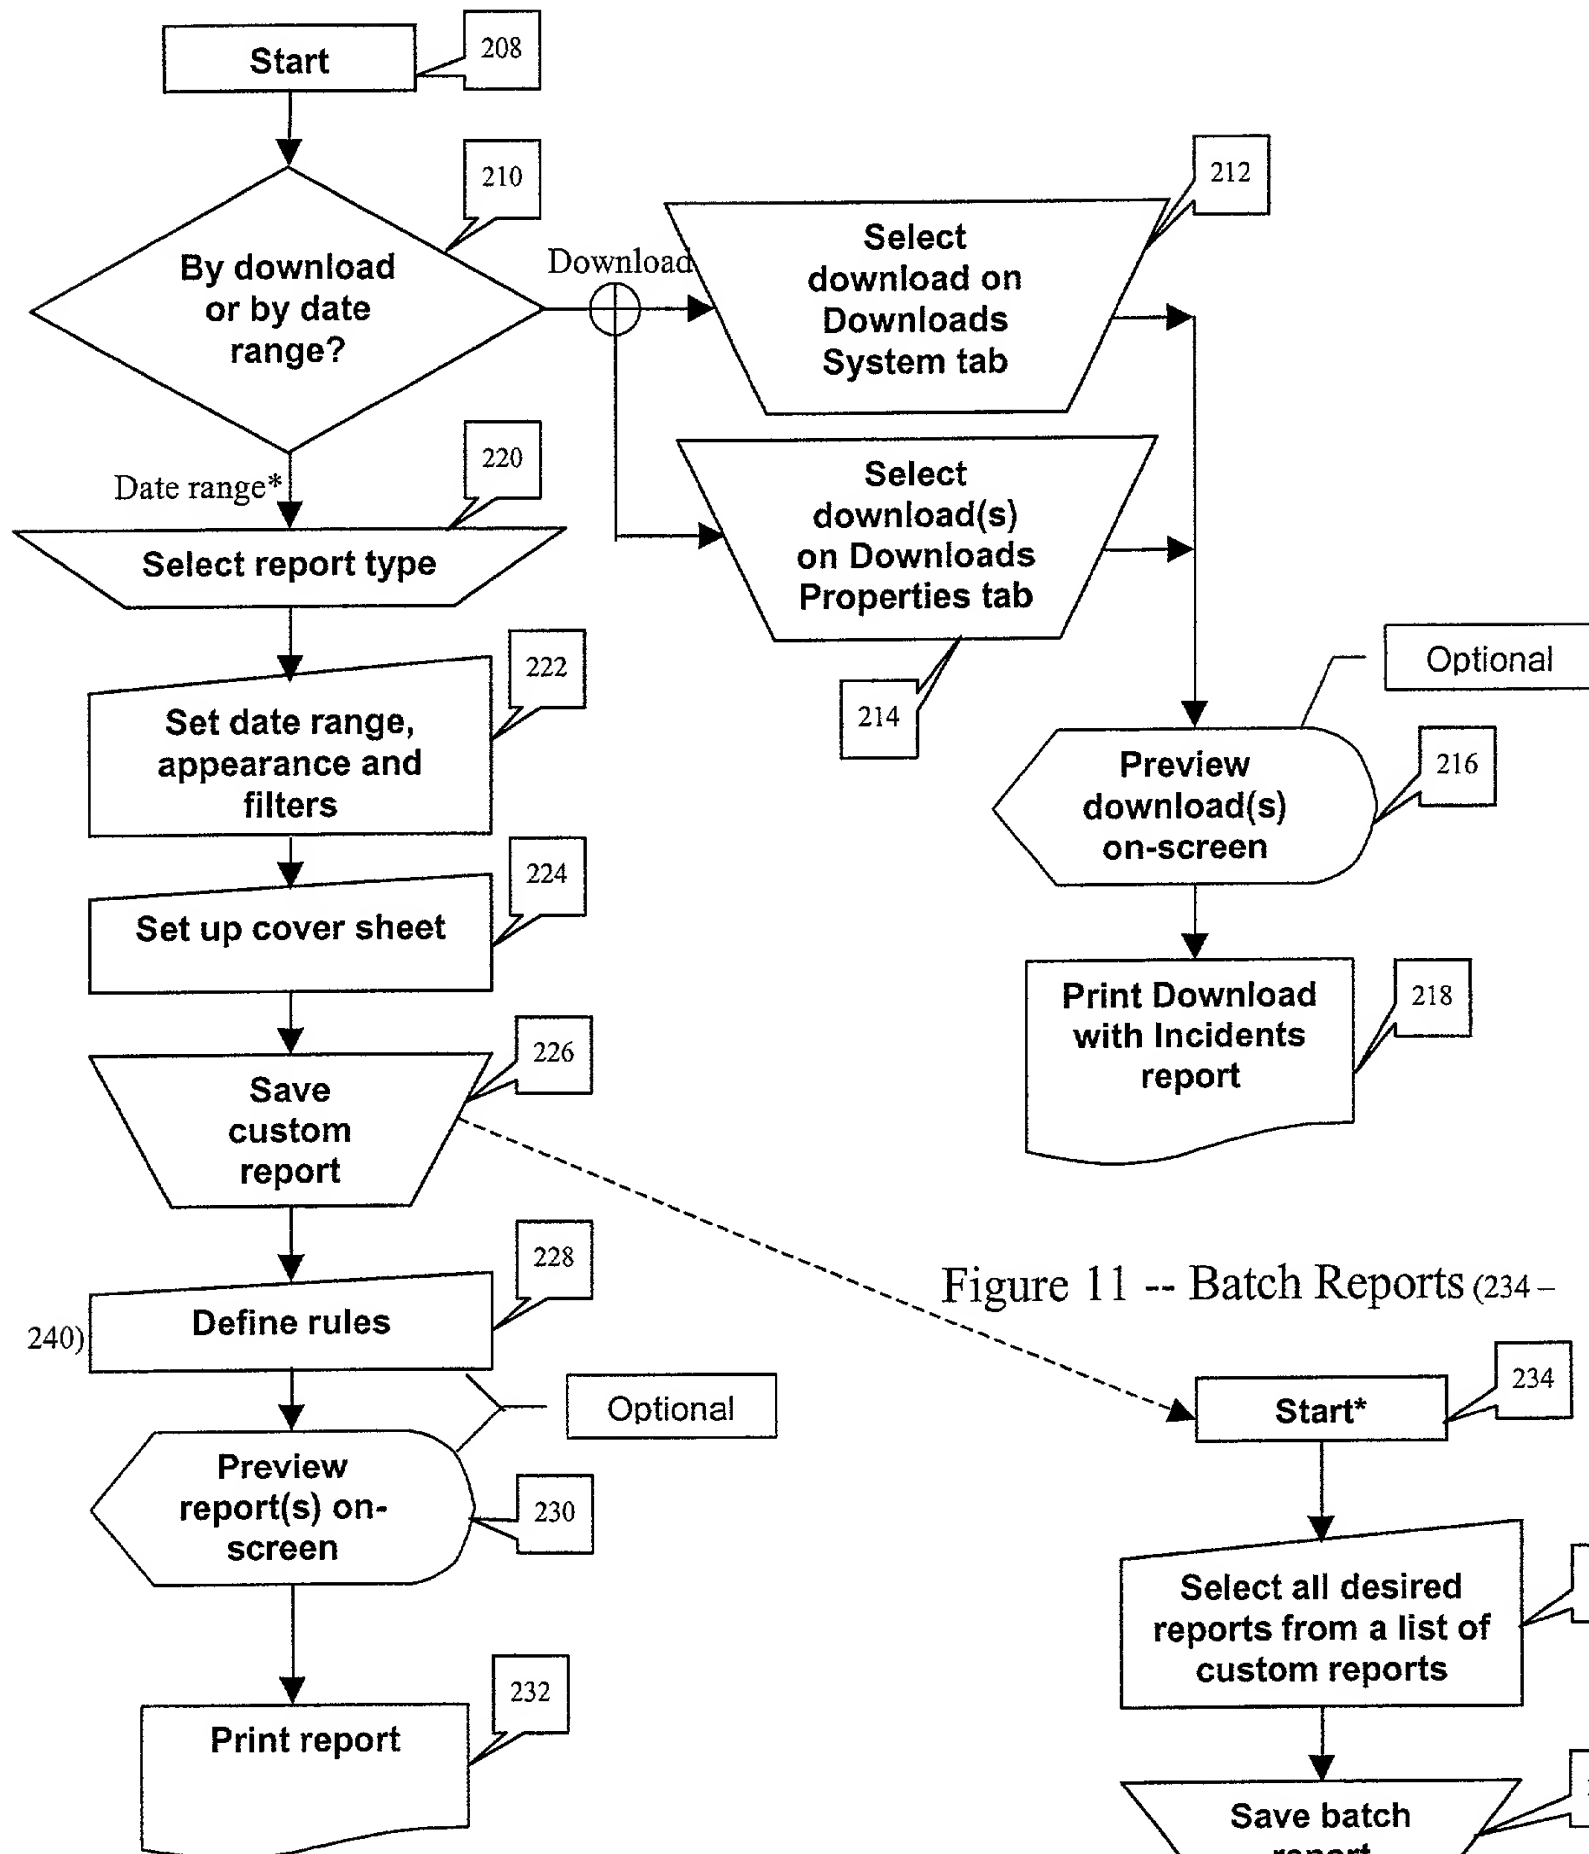 Start
208
210
By download
or by date
range?
Download
212
Select
download on
Downloads
System tab
Date range*
220
Select report type
Select
download(s)
on Downloads
Properties tab
214
222
Set date range,
appearance and
filters
Optional
Preview
download(s)
on-screen
216
224
Set up cover sheet
Print Download
with Incidents
report
218
226
Save
custom
report
228
Define rules
Figure 11 -- Batch Reports (234 –
240)
Optional
234
Start*
Preview
report(s) on-
screen
230
Select all desired
reports from a list of
custom reports
232
Print report
Save batch
report